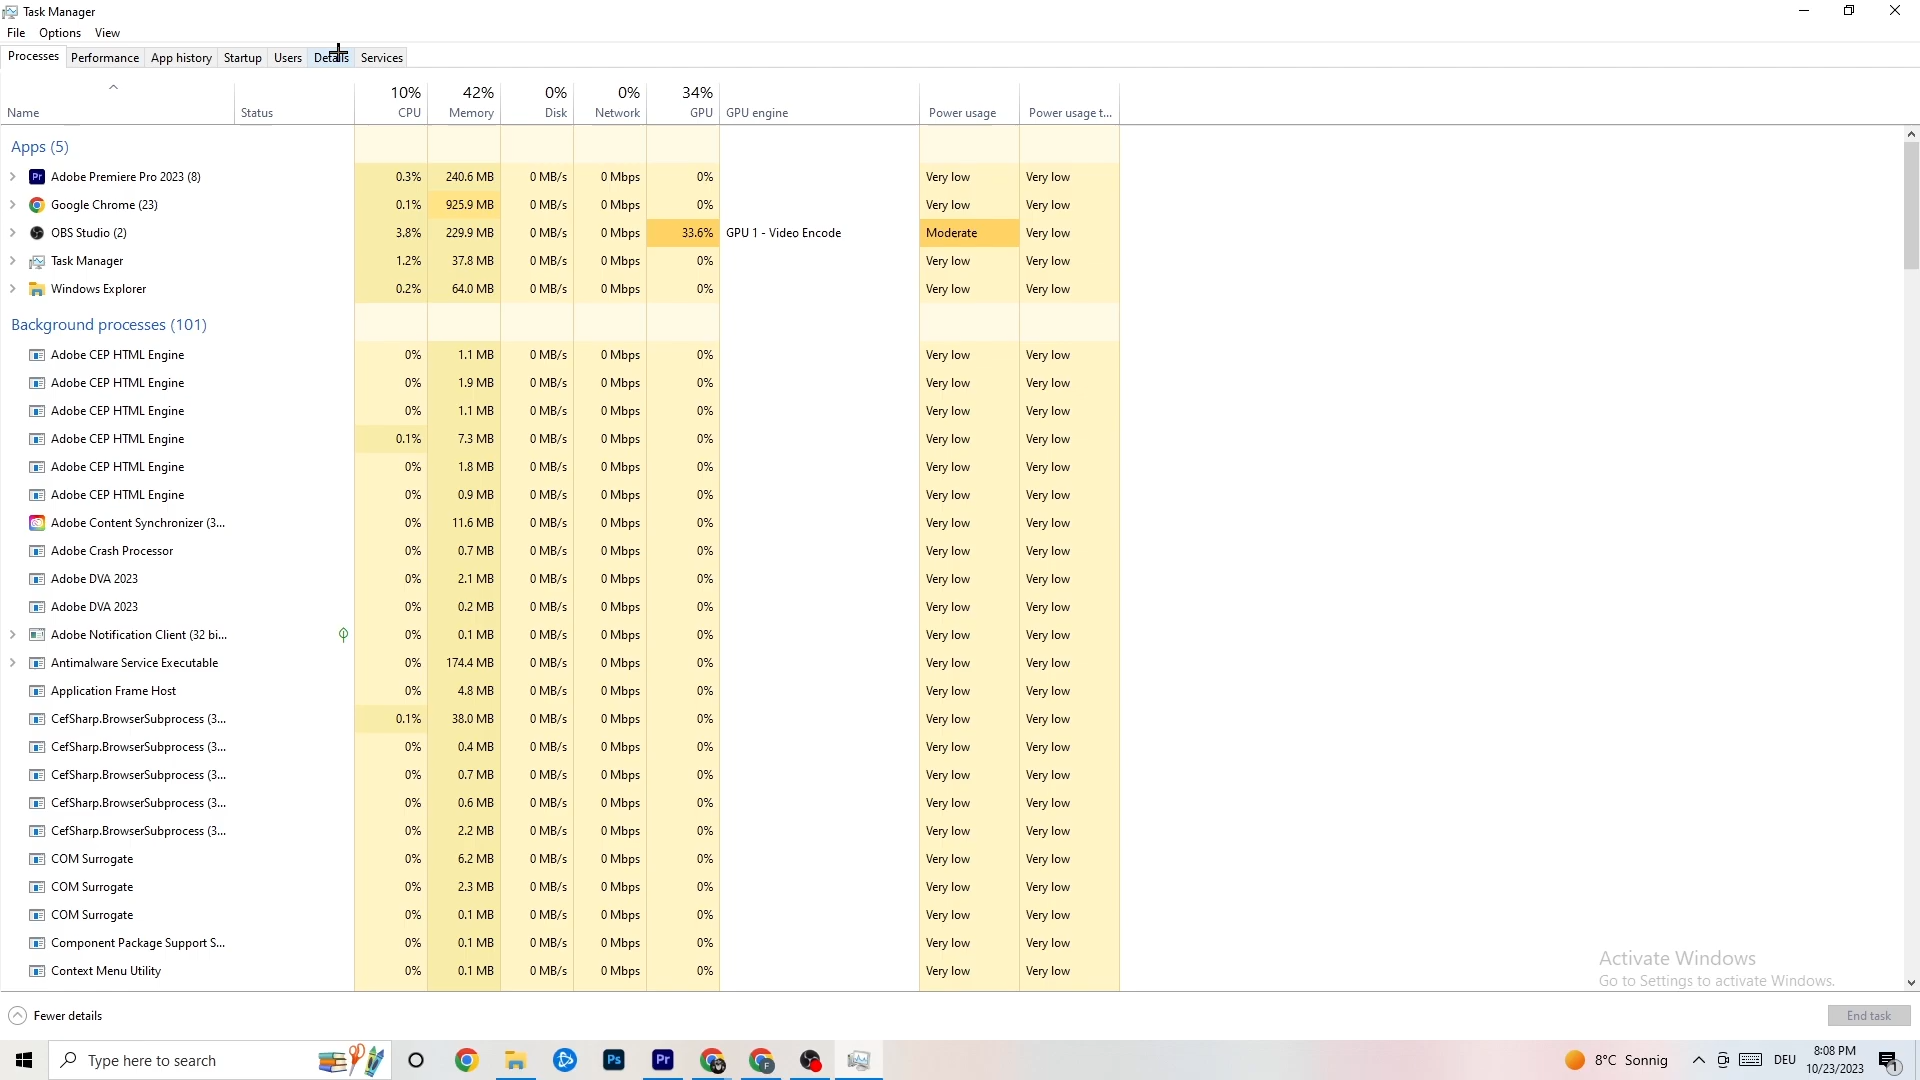 Task Manager
File Options View
Processes Performance App history Startup Users Details Services
10% 42% 0% 0% 34%
Name Status CPU Memory Disk Network GPU GPU engine Power usage Power usage t...
Apps (5)
Adobe Premiere Pro 2023 (8) 0.3% 240.6 MB 0 MB/s 0 Mbps 0% Very low Very low
Google Chrome (23) 0.1% 925.9 MB 0 MB/s 0 Mbps 0% Very low Very low
OBS Studio (2) 3.8% 229.9 MB 0 MB/s 0 Mbps 33.6% GPU 1 - Video Encode Moderate Very low
Task Manager 1.2% 37.8 MB 0 MB/s 0 Mbps 0% Very low Very low
Windows Explorer 0.2% 64.0 MB 0 MB/s 0 Mbps 0% Very low Very low
Background processes (101)
Adobe CEP HTML Engine 0% 1.1 MB 0 MB/s 0 Mbps 0% Very low Very low
Adobe CEP HTML Engine 0% 1.9 MB 0 MB/s 0 Mbps 0% Very low Very low
Adobe CEP HTML Engine 0% 1.1 MB 0 MB/s 0 Mbps 0% Very low Very low
Adobe CEP HTML Engine 0.1% 7.3 MB 0 MB/s 0 Mbps 0% Very low Very low
Adobe CEP HTML Engine 0% 1.8 MB 0 MB/s 0 Mbps 0% Very low Very low
Adobe CEP HTML Engine 0% 0.9 MB 0 MB/s 0 Mbps 0% Very low Very low
Adobe Content Synchronizer (3... 0% 11.6 MB 0 MB/s 0 Mbps 0% Very low Very low
Adobe Crash Processor 0% 0.7 MB 0 MB/s 0 Mbps 0% Very low Very low
Adobe DVA 2023 0% 2.1 MB 0 MB/s 0 Mbps 0% Very low Very low
Adobe DVA 2023 0% 0.2 MB 0 MB/s 0 Mbps 0% Very low Very low
Adobe Notification Client (32 bi... 0% 0.1 MB 0 MB/s 0 Mbps 0% Very low Very low
Antimalware Service Executable 0% 174.4 MB 0 MB/s 0 Mbps 0% Very low Very low
Application Frame Host 0% 4.8 MB 0 MB/s 0 Mbps 0% Very low Very low
CefSharp.BrowserSubprocess (3... 0.1% 38.0 MB 0 MB/s 0 Mbps 0% Very low Very low
CefSharp.BrowserSubprocess (3... 0% 0.4 MB 0 MB/s 0 Mbps 0% Very low Very low
CefSharp.BrowserSubprocess (3... 0% 0.7 MB 0 MB/s 0 Mbps 0% Very low Very low
CefSharp.BrowserSubprocess (3... 0% 0.6 MB 0 MB/s 0 Mbps 0% Very low Very low
CefSharp.BrowserSubprocess (3... 0% 2.2 MB 0 MB/s 0 Mbps 0% Very low Very low
COM Surrogate 0% 6.2 MB 0 MB/s 0 Mbps 0% Very low Very low
COM Surrogate 0% 2.3 MB 0 MB/s 0 Mbps 0% Very low Very low
COM Surrogate 0% 0.1 MB 0 MB/s 0 Mbps 0% Very low Very low
Component Package Support S... 0% 0.1 MB 0 MB/s 0 Mbps 0% Very low Very low
Context Menu Utility 0% 0.1 MB 0 MB/s 0 Mbps 0% Very low Very low
Activate Windows
Go to Settings to activate Windows.
Fewer details End task
Type here to search Ps Pr F 8°C Sonnig DEU 8:08 PM
10/23/2023 1